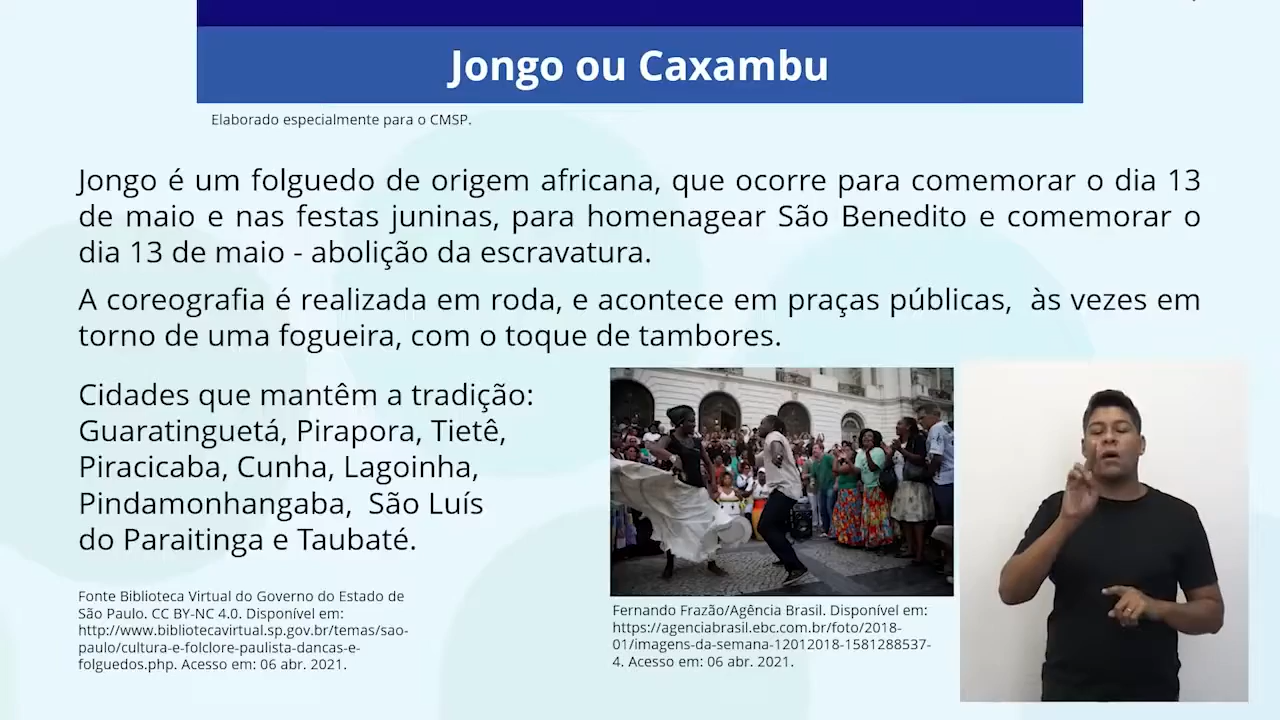 Jongo ou Caxambu
Elaborado especialmente para o CMSP.
Jongo é um folguedo de origem africana, que ocorre para comemorar o dia 13
de maio e nas festas juninas, para homenagear São Benedito e comemorar o
dia 13 de maio - abolição da escravatura.
A coreografia é realizada em roda, e acontece em praças públicas, às vezes em
torno de uma fogueira, com o toque de tambores.
Cidades que mantêm a tradição:
Guaratinguetá, Pirapora, Tietê,
Piracicaba, Cunha, Lagoinha,
Pindamonhangaba, São Luís
do Paraitinga e Taubaté.
Fonte Biblioteca Virtual do Governo do Estado de
São Paulo. CC BY-NC 4.0. Disponível em:
http://www.bibliotecavirtual.sp.gov.br/temas/sao-
paulo/cultura-e-folclore-paulista-dancas-e-
folguedos.php. Acesso em: 06 abr. 2021.
Fernando Frazão/Agência Brasil. Disponível em:
https://agenciabrasil.ebc.com.br/foto/2018-
01/imagens-da-semana-12012018-1581288537-
4. Acesso em: 06 abr. 2021.